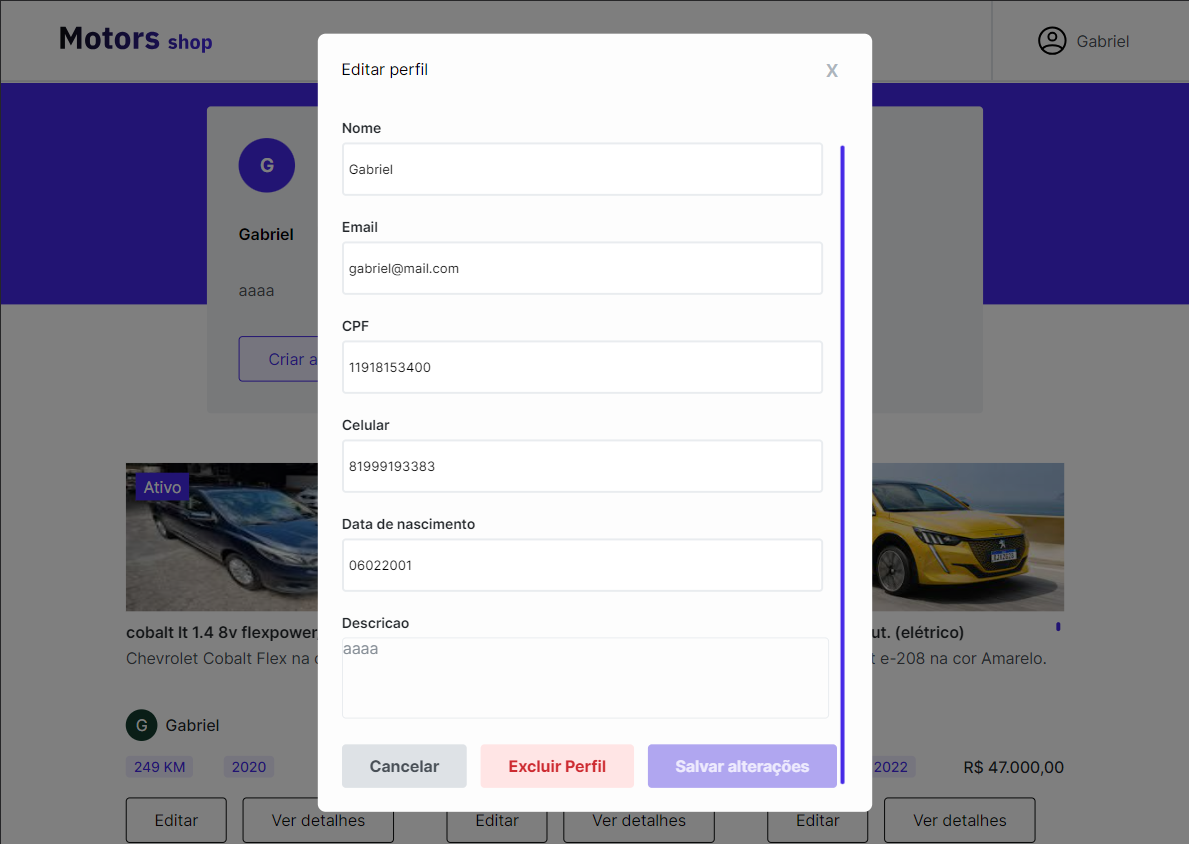 Motors shop
Gabriel
Editar perfil
X
G
Gabriel
aaaa
Criar a
Nome
Gabriel
Email
gabriel@mail.com
CPF
11918153400
Celular
81999193383
Data de nascimento
06022001
Descricao
aaaa
Cancelar
Excluir Perfil
Salvar alterações
Ativo
cobalt lt 1.4 8v flexpower
Chevrolet Cobalt Flex na
G
Gabriel
249 KM
2020
Editar
Ver detalhes
Editar
Ver detalhes
ut. (elétrico)
t e-208 na cor Amarelo.
2022
R$ 47.000,00
Editar
Ver detalhes